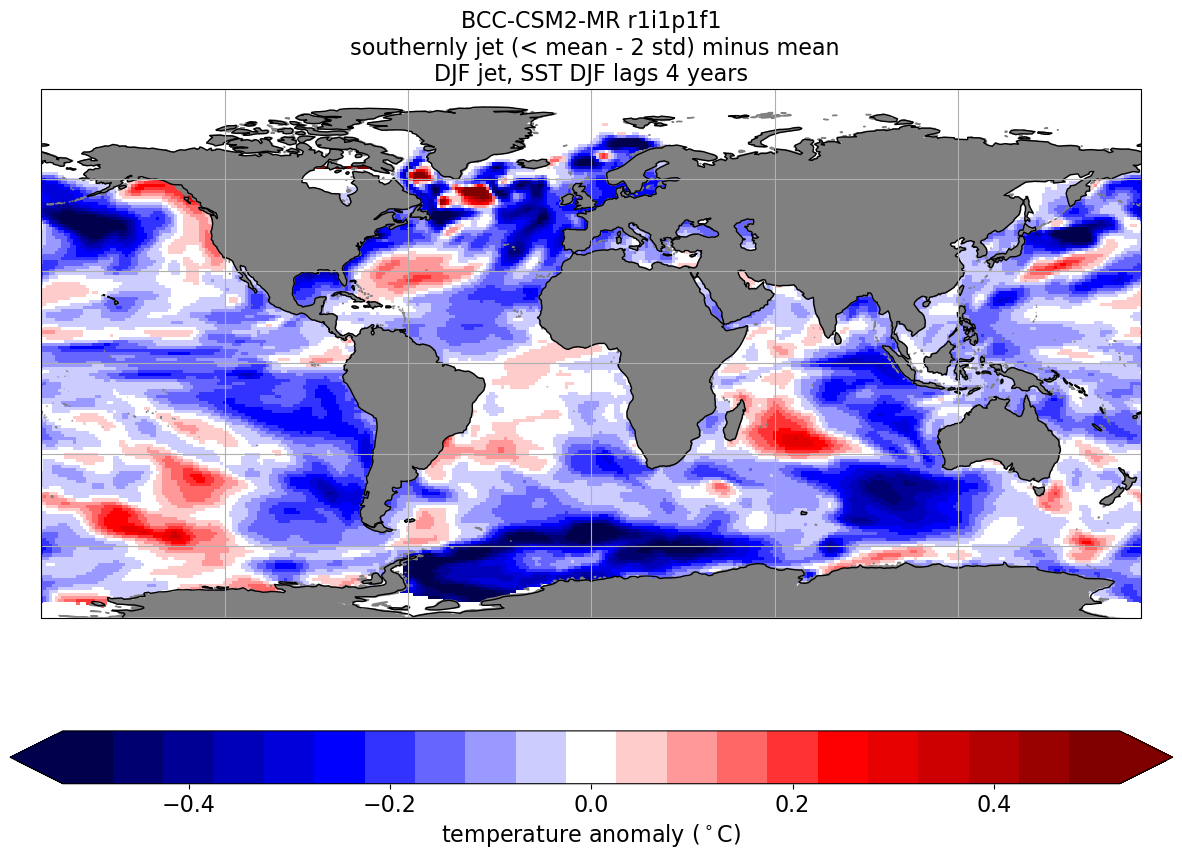 BCC-CSM2-MR r1i1p1f1
southernly jet (< mean - 2 std) minus mean
DJF jet, SST DJF lags 4 years
−0.4 −0.2 0.0 0.2 0.4
temperature anomaly (°C)